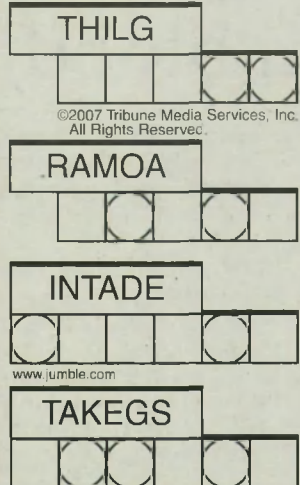 THILG
©2007 Tribune Media Services, Inc.
All Rights Reserved.
RAMOA
INTADE
www.jumble.com
TAKEGS